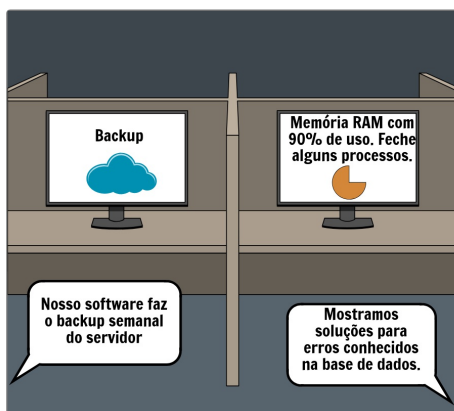 Backup
Memória RAM com
90% de uso. Feche
alguns processos.
Nosso software faz
o backup semanal
do servidor
Mostramos
soluções para
erros conhecidos
na base de dados.